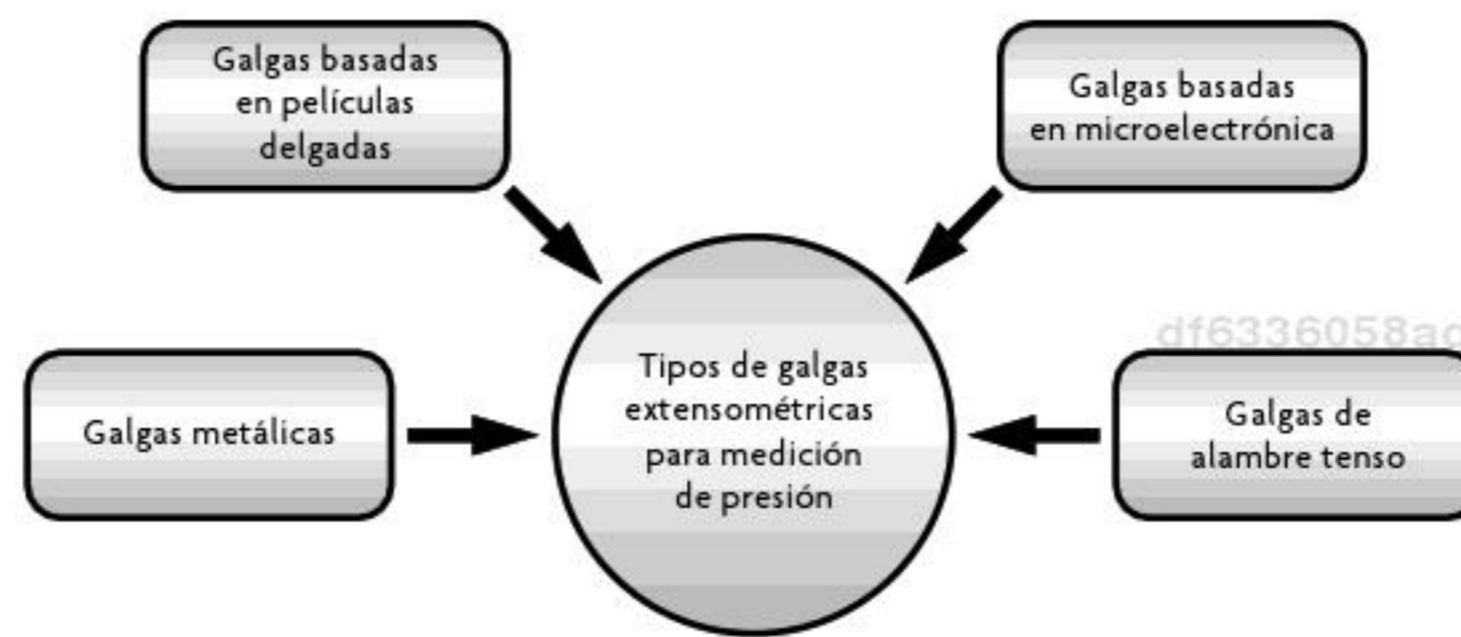 Galgas basadas
en películas
delgadas
Galgas basadas
en microelectrónica
df6336058ad
Galgas metálicas
Tipos de galgas
extensométricas
para medición
de presión
Galgas de
alambre tenso